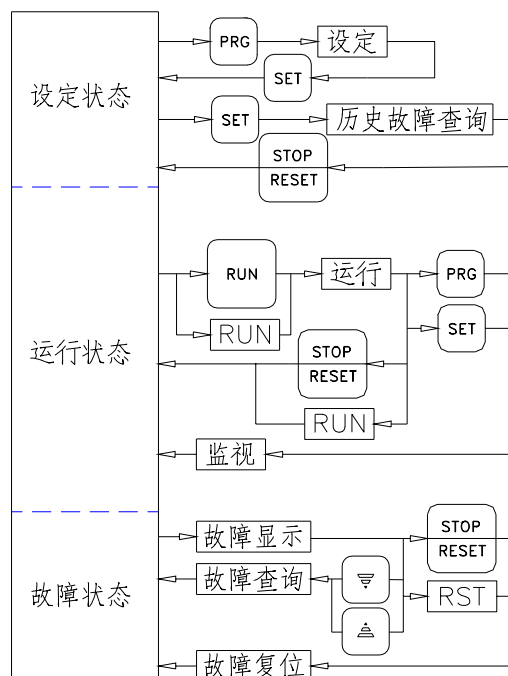 PRG
设定
SET
设定状态
SET
历史故障查询
STOP
RESET
RUN
运行
PRG
RUN
SET
运行状态
STOP
RESET
RUN
监视
故障显示
STOP
RESET
故障查询
故障状态
RST
故障复位